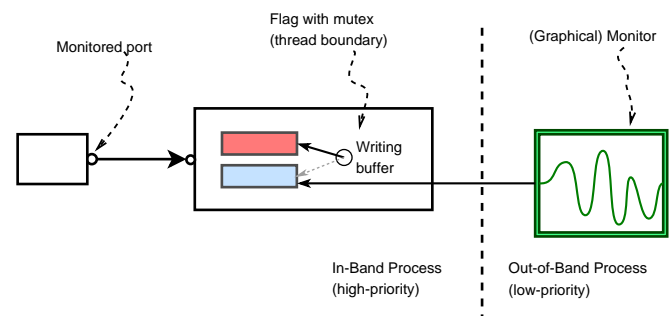 Flag with mutex
(thread boundary)
Monitored port
(Graphical) Monitor
Writing
buffer
In-Band Process
(high-priority)
Out-of-Band Process
(low-priority)